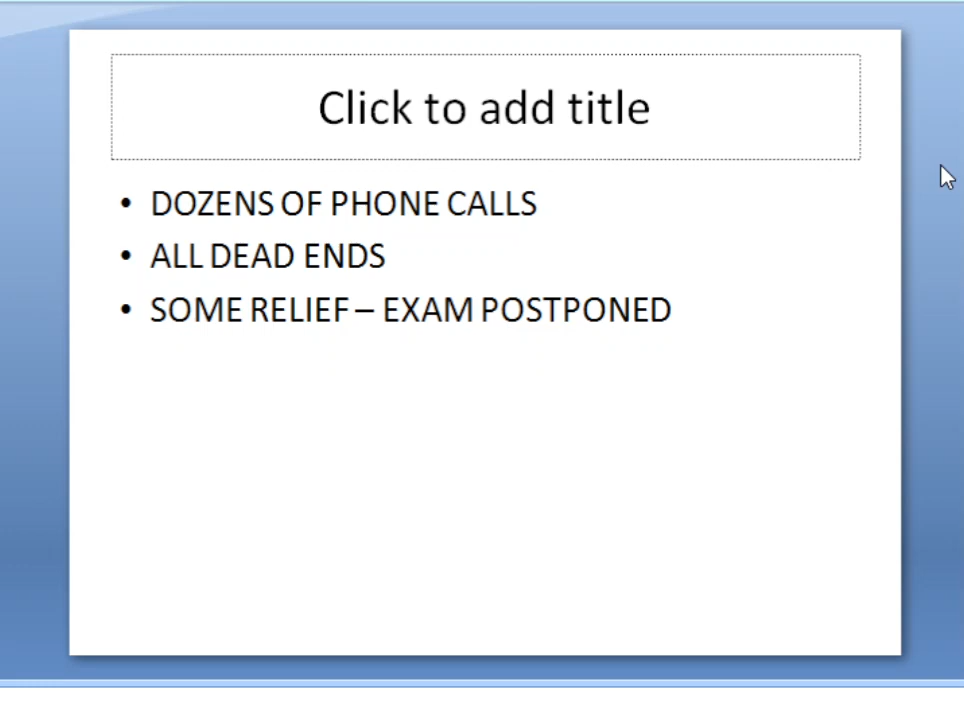 Click to add title
• DOZENS OF PHONE CALLS
• ALL DEAD ENDS
• SOME RELIEF – EXAM POSTPONED